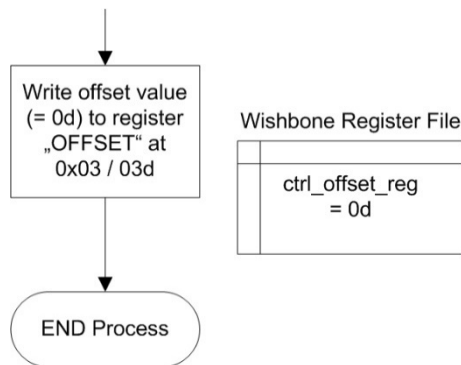 Write offset value
(= 0d) to register
„OFFSET“ at
0x03 / 03d
Wishbone Register File
ctrl_offset_reg
= 0d
END Process